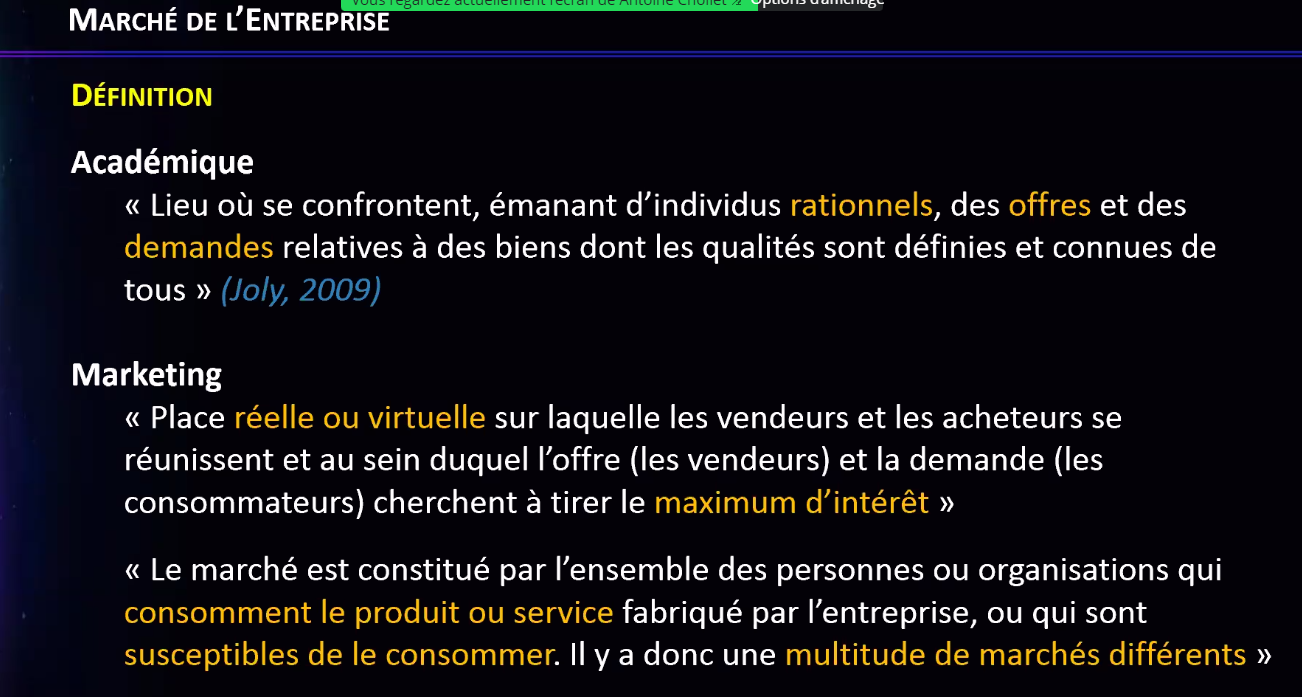 Vous regardez actuellement l'écran de Antoine Chollet Options d'affichage
MARCHÉ DE L'ENTREPRISE
DÉFINITION
Académique
« Lieu où se confrontent, émanant d'individus rationnels, des offres et des
demandes relatives à des biens dont les qualités sont définies et connues de
tous » (Joly, 2009)
Marketing
« Place réelle ou virtuelle sur laquelle les vendeurs et les acheteurs se
réunissent et au sein duquel l'offre (les vendeurs) et la demande (les
consommateurs) cherchent à tirer le maximum d'intérêt »
« Le marché est constitué par l'ensemble des personnes ou organisations qui
consomment le produit ou service fabriqué par l'entreprise, ou qui sont
susceptibles de le consommer. Il y a donc une multitude de marchés différents »